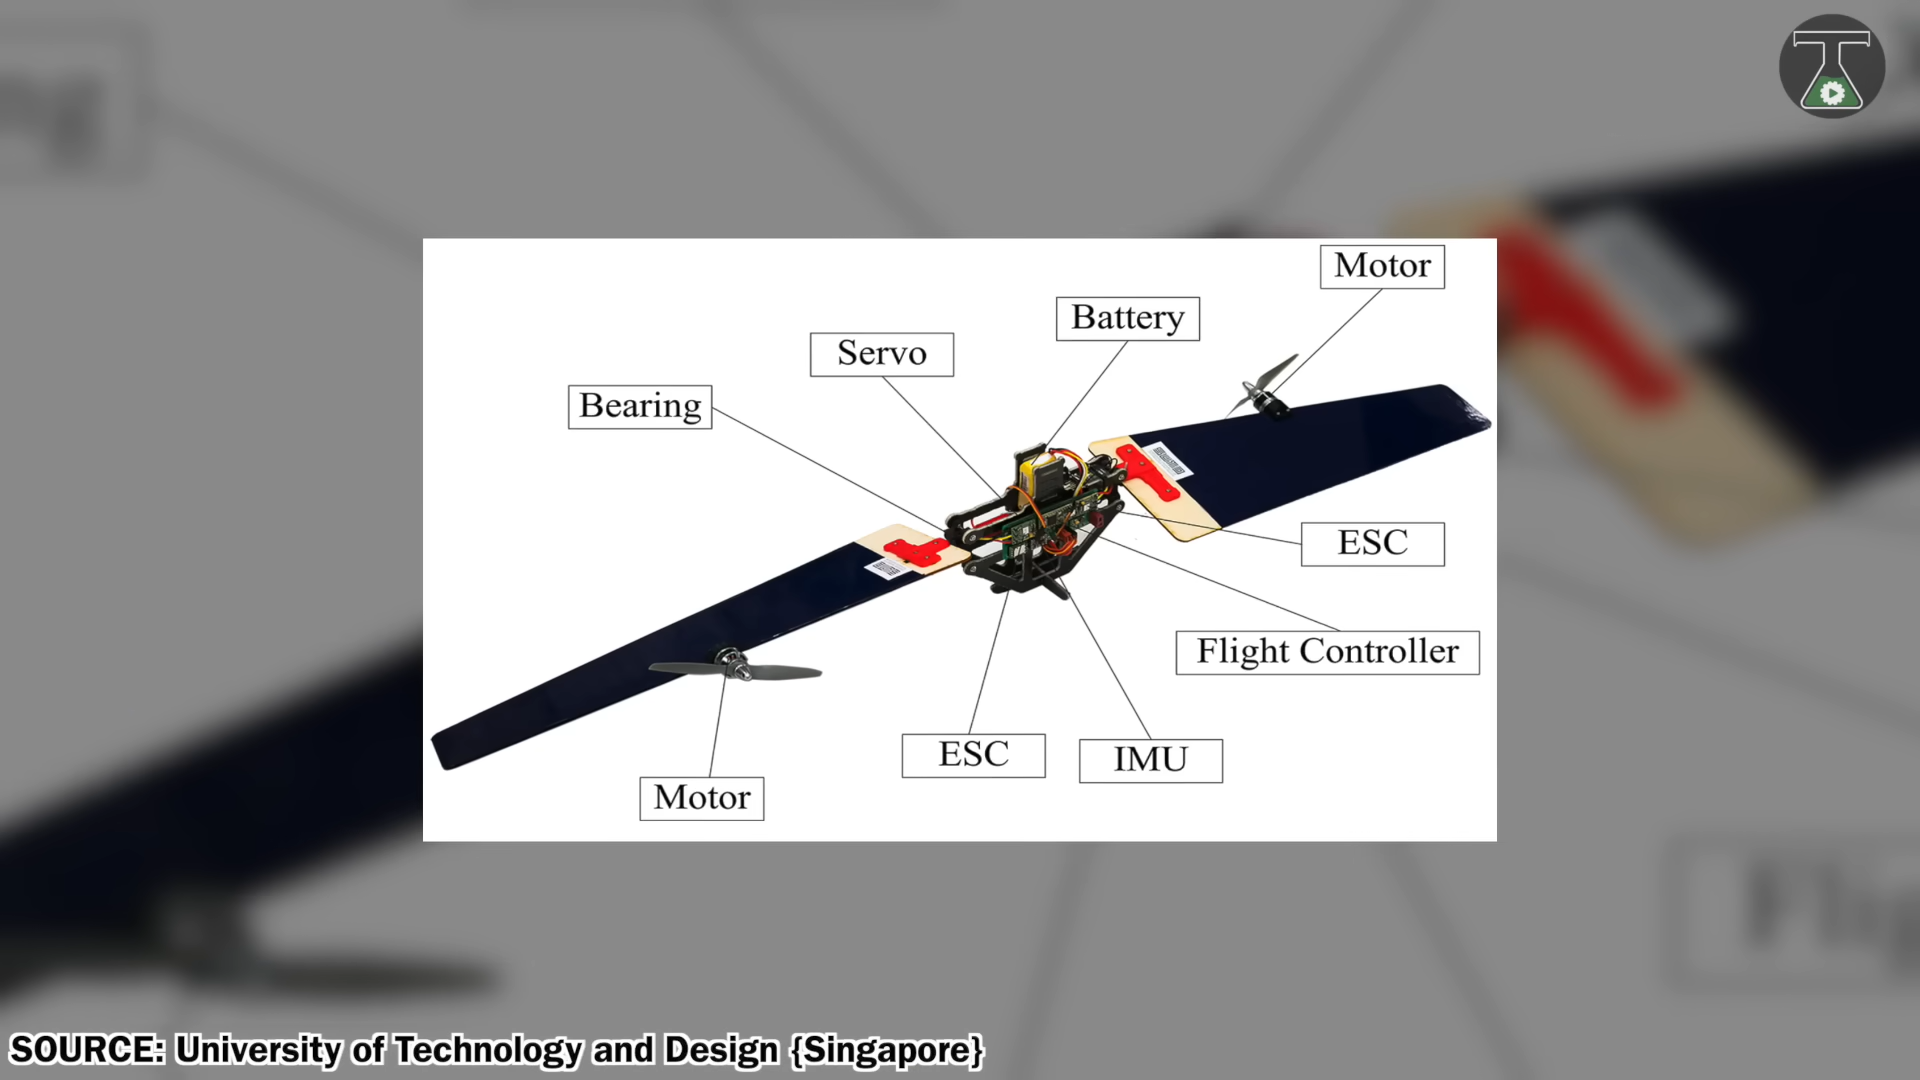 Motor
Battery
Servo
Bearing
ESC
Flight Controller
ESC
IMU
Motor
SOURCE: University of Technology and Design {Singapore}